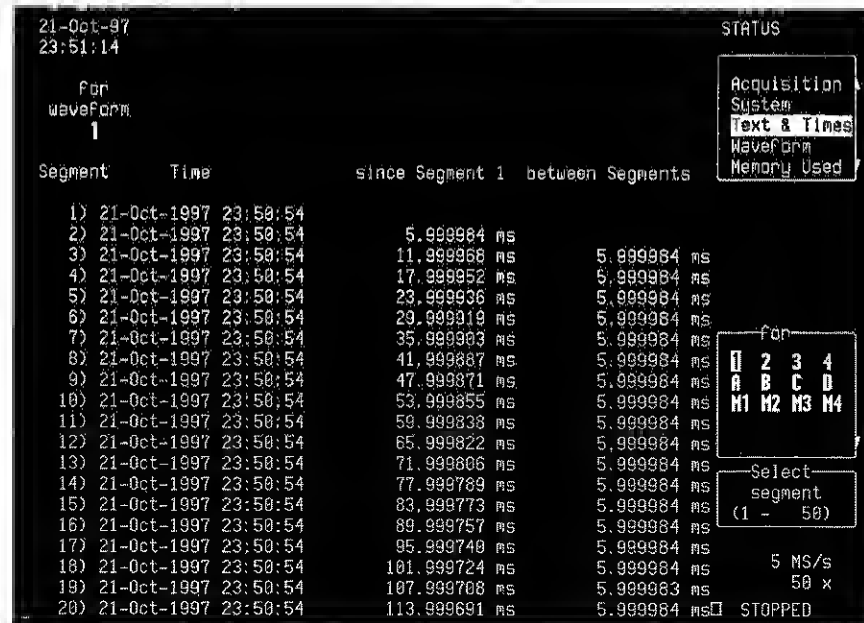 21-Oct-97
23:51:14
STATUS
For
waveform
1
Acquisition
System
Text & Times
Waveform
Memory Used
Segment Time since Segment 1 between Segments
1) 21-Oct-1997 23:50:54
2) 21-Oct-1997 23:50:54 5.999984 ms
3) 21-Oct-1997 23:50:54 11.999968 ms 5.999984 ms
4) 21-Oct-1997 23:50:54 17.999952 ms 5.999984 ms
5) 21-Oct-1997 23:50:54 23.999936 ms 5.999984 ms
6) 21-Oct-1997 23:50:54 29.999919 ms 5.999984 ms
7) 21-Oct-1997 23:50:54 35.999903 ms 5.999984 ms
8) 21-Oct-1997 23:50:54 41.999887 ms 5.999984 ms
9) 21-Oct-1997 23:50:54 47.999871 ms 5.999984 ms
10) 21-Oct-1997 23:50:54 53.999855 ms 5.999984 ms
11) 21-Oct-1997 23:50:54 59.999838 ms 5.999984 ms
12) 21-Oct-1997 23:50:54 65.999822 ms 5.999984 ms
13) 21-Oct-1997 23:50:54 71.999806 ms 5.999984 ms
14) 21-Oct-1997 23:50:54 77.999789 ms 5.999984 ms
15) 21-Oct-1997 23:50:54 83.999773 ms 5.999984 ms
16) 21-Oct-1997 23:50:54 89.999757 ms 5.999984 ms
17) 21-Oct-1997 23:50:54 95.999740 ms 5.999984 ms
18) 21-Oct-1997 23:50:54 101.999724 ms 5.999984 ms
19) 21-Oct-1997 23:50:54 107.999708 ms 5.999983 ms
20) 21-Oct-1997 23:50:54 113.999691 ms 5.999984 ms
for
1 2 3 4
A B C D
M1 M2 M3 M4
Select
segment
(1 - 50)
5 MS/s
50 x
STOPPED